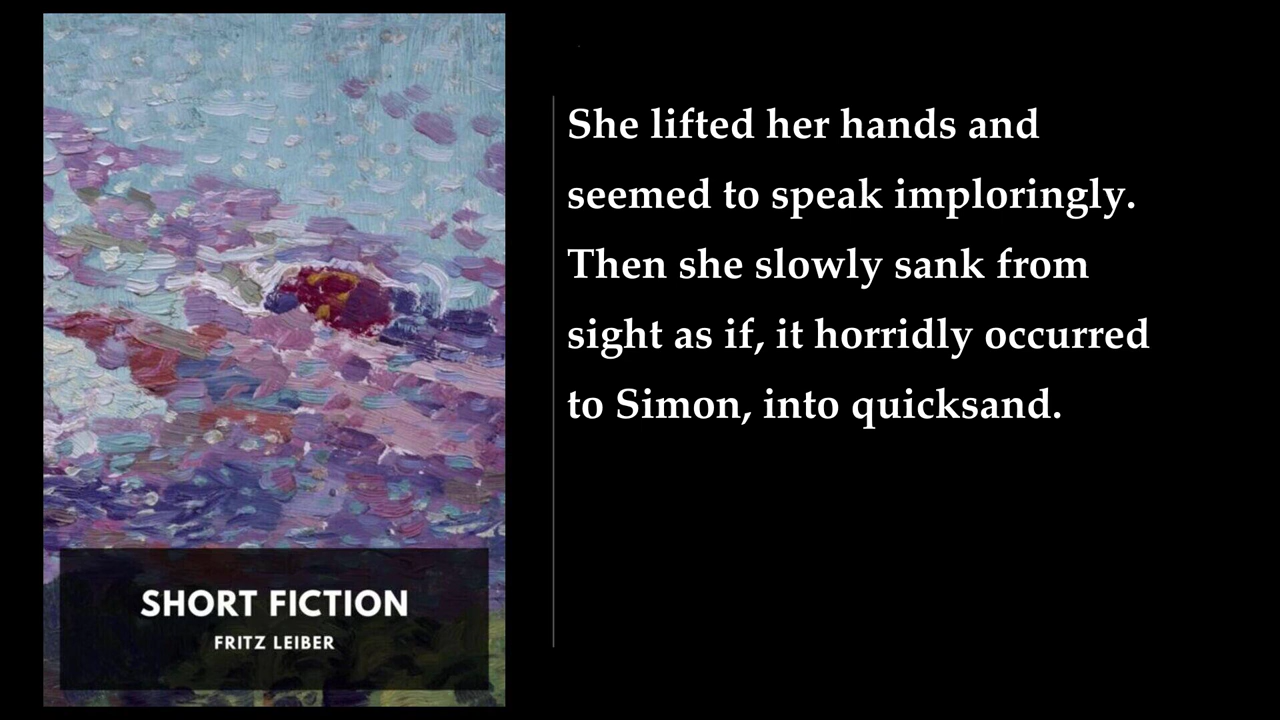 She lifted her hands and
seemed to speak imploringly.
Then she slowly sank from
sight as if, it horridly occurred
to Simon, into quicksand.
SHORT FICTION
FRITZ LEIBER